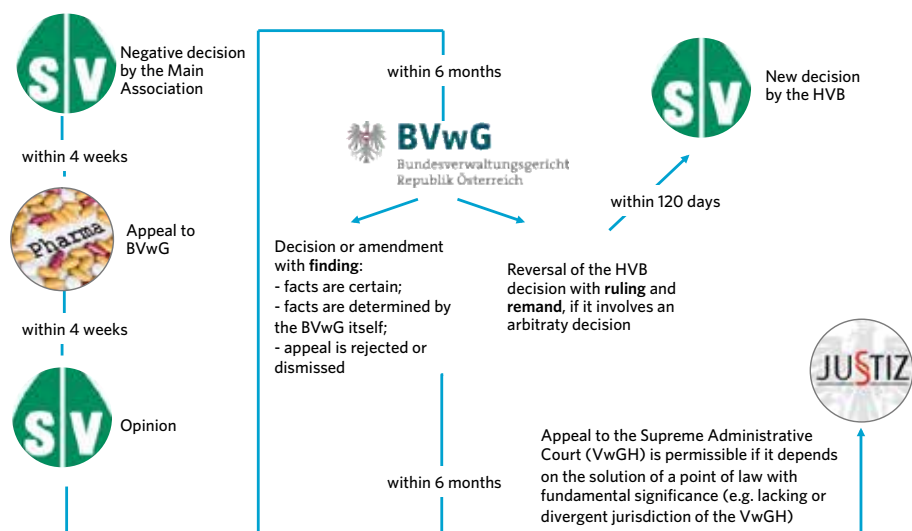 SV
Negative decision
by the Main
Association
within 4 weeks
Pharma
Appeal to
BVwG
within 4 weeks
SV
Opinion
within 6 months
BVwG
Bundesverwaltungsgericht
Republik Österreich
Decision or amendment
with finding:
- facts are certain;
- facts are determined by
the BVwG itself;
- appeal is rejected or
dismissed
Reversal of the HVB
decision with ruling and
remand, if it involves an
arbitraty decision
within 120 days
SV
New decision
by the HVB
within 6 months
JUSTIZ
Appeal to the Supreme Administrative
Court (VwGH) is permissible if it depends
on the solution of a point of law with
fundamental significance (e.g. lacking or
divergent jurisdiction of the VwGH)